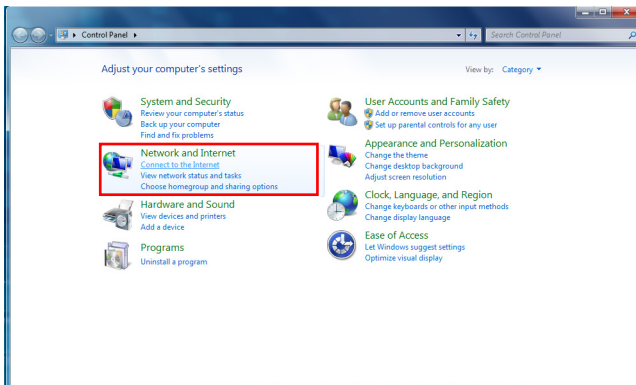 Control Panel
Search Control Panel
Adjust your computer's settings
View by: Category
System and Security
Review your computer's status
Back up your computer
Find and fix problems
Network and Internet
Connect to the Internet
View network status and tasks
Choose homegroup and sharing options
Hardware and Sound
View devices and printers
Add a device
Programs
Uninstall a program
User Accounts and Family Safety
Add or remove user accounts
Set up parental controls for any user
Appearance and Personalization
Change the theme
Change desktop background
Adjust screen resolution
Clock, Language, and Region
Change keyboards or other input methods
Change display language
Ease of Access
Let Windows suggest settings
Optimize visual display